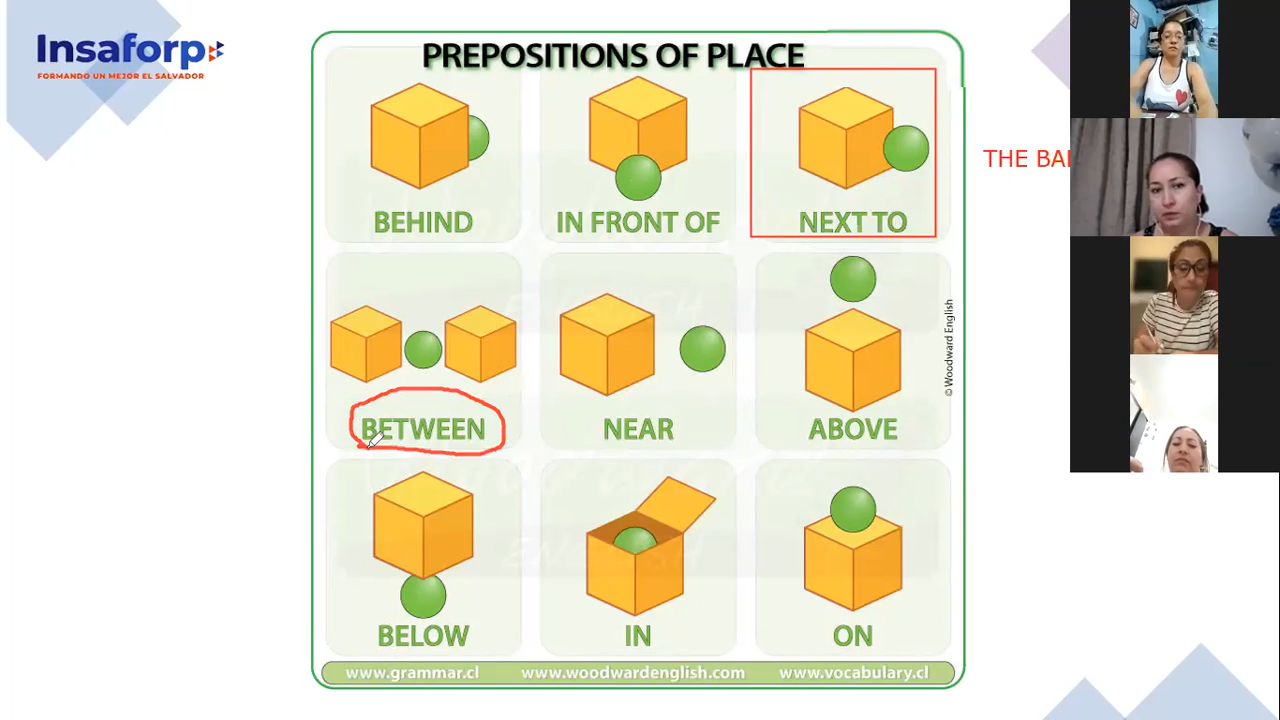 Insaforp
FORMANDO UN MEJOR EL SALVADOR
PREPOSITIONS OF PLACE
BEHIND
IN FRONT OF
NEXT TO
THE BAL
BETWEEN
NEAR
ABOVE
© Woodward English
BELOW
IN
ON
www.grammar.cl www.woodwardenglish.com www.vocabulary.cl